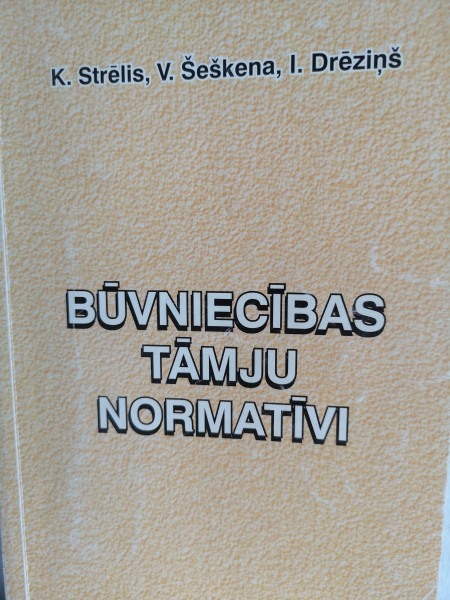 K. Strēlis, V. Šeškena, I. Drēziņš
BŪVNIECĪBAS
TĀMJU
NORMATĪVI